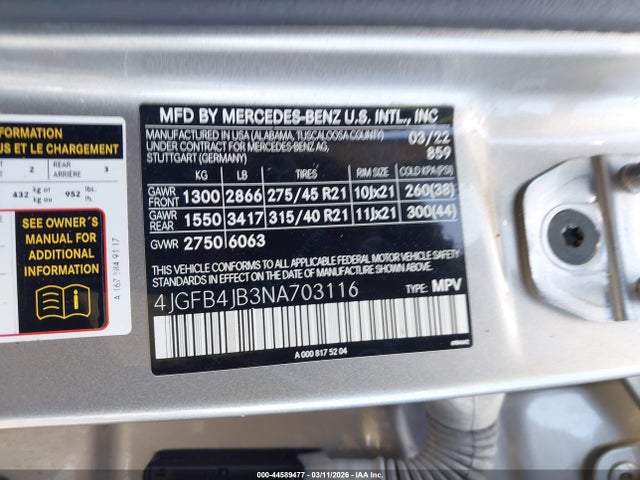 INFORMATION
US ET LE CHARGEMENT
2 REAR ARRIÈRE 3
432 kg or kg ou 952 lbs. or lb.
SEE OWNER'S
MANUAL FOR
ADDITIONAL
INFORMATION
A 167 584 91 17
MFD BY MERCEDES-BENZ U.S. INTL., INC
MANUFACTURED IN USA (ALABAMA, TUSCALOOSA COUNTY) 03/22
UNDER CONTRACT FOR MERCEDES-BENZ AG, 859
STUTTGART (GERMANY)
KG LB TIRES RIM SIZE COLD KPA (PSI)
GAWR FRONT 1300 2866 275/45 R21 10Jx21 260(38)
GAWR REAR 1550 3417 315/40 R21 11Jx21 300(44)
GVWR 2750 6063
THIS VEHICLE CONFORMS TO ALL APPLICABLE FEDERAL MOTOR VEHICLE SAFETY
STANDARDS IN EFFECT ON THE DATE OF MANUFACTURE SHOWN ABOVE.
4JGFB4JB3NA703116 TYPE: MPV
A 000 817 52 04
000-44589477 - 03/11/2026 - IAA Inc.